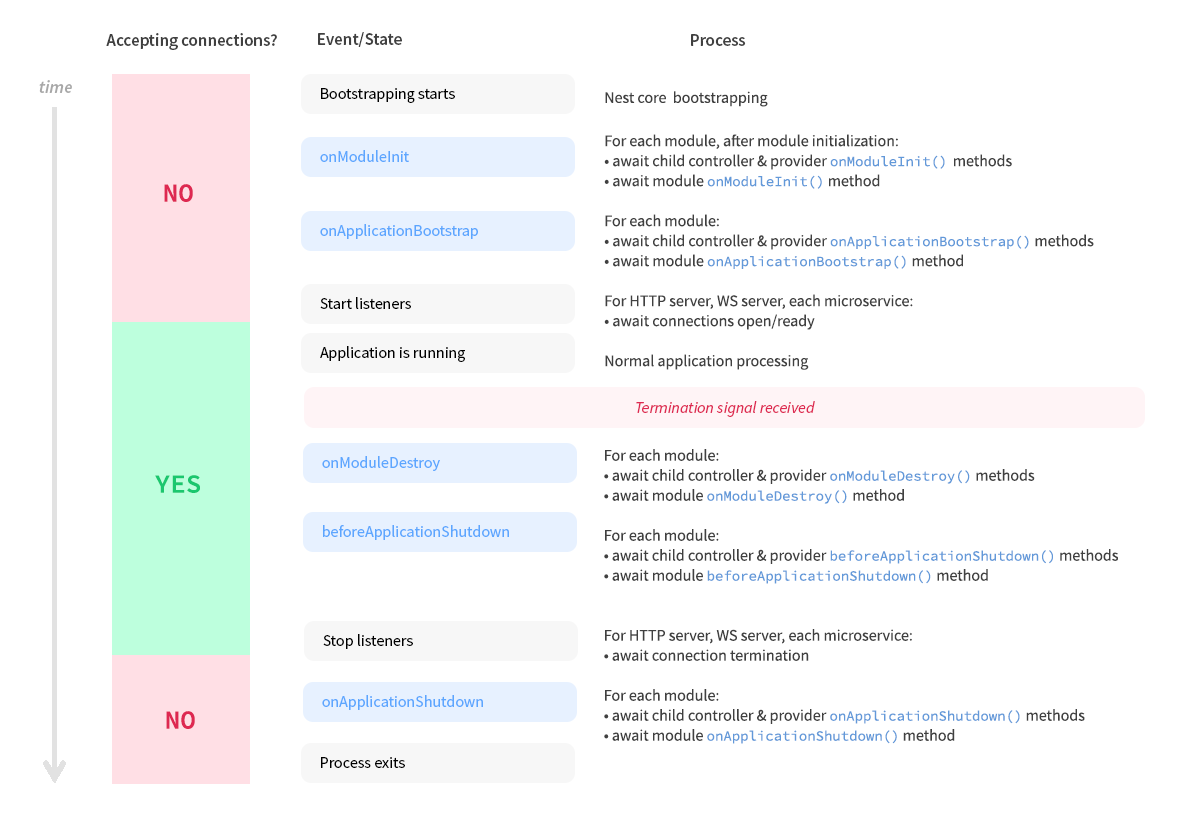 Accepting connections?
Event/State
Process
time
NO
Bootstrapping starts
Nest core bootstrapping
onModuleInit
For each module, after module initialization:
• await child controller & provider onModuleInit() methods
• await module onModuleInit() method
onApplicationBootstrap
For each module:
• await child controller & provider onApplicationBootstrap() methods
• await module onApplicationBootstrap() method
Start listeners
For HTTP server, WS server, each microservice:
• await connections open/ready
YES
Application is running
Normal application processing
Termination signal received
onModuleDestroy
For each module:
• await child controller & provider onModuleDestroy() methods
• await module onModuleDestroy() method
beforeApplicationShutdown
For each module:
• await child controller & provider beforeApplicationShutdown() methods
• await module beforeApplicationShutdown() method
Stop listeners
For HTTP server, WS server, each microservice:
• await connection termination
NO
onApplicationShutdown
For each module:
• await child controller & provider onApplicationShutdown() methods
• await module onApplicationShutdown() method
Process exits